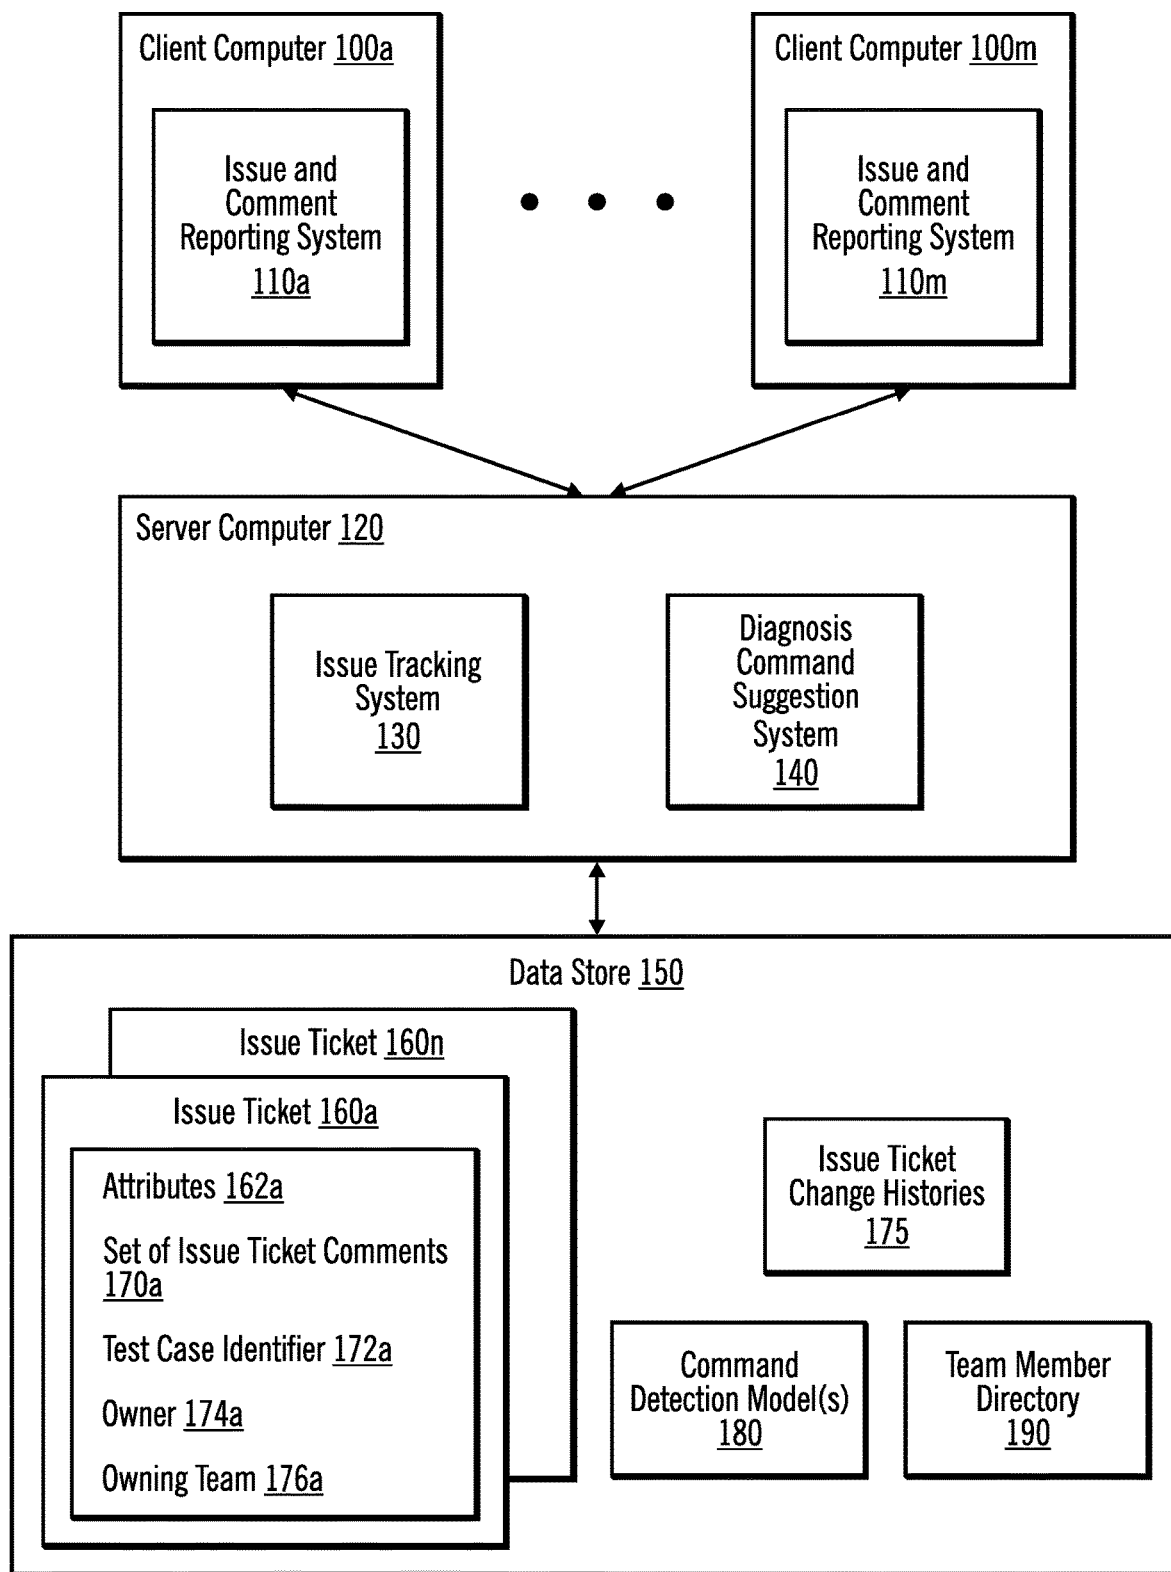 Client Computer 100a
Issue and
Comment
Reporting System
110a
Client Computer 100m
Issue and
Comment
Reporting System
110m
Server Computer 120
Issue Tracking
System
130
Diagnosis
Command
Suggestion
System
140
Data Store 150
Issue Ticket 160n
Issue Ticket 160a
Attributes 162a
Set of Issue Ticket Comments
170a
Test Case Identifier 172a
Owner 174a
Owning Team 176a
Issue Ticket
Change Histories
175
Command
Detection Model(s)
180
Team Member
Directory
190